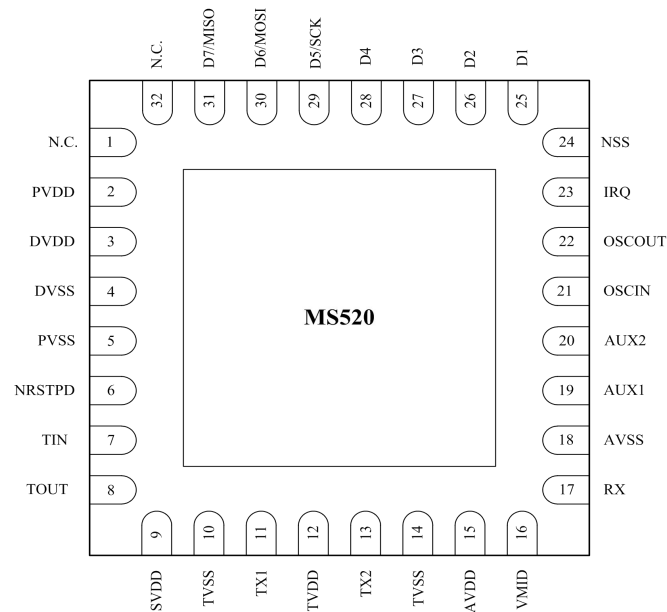 N.C.
D7/MISO
D6/MOSI
D5/SCK
D4
D3
D2
D1
32
31
30
29
28
27
26
25
N.C. 1
PVDD 2
DVDD 3
DVSS 4
PVSS 5
NRSTPD 6
TIN 7
TOUT 8
MS520
24 NSS
23 IRQ
22 OSCOUT
21 OSCIN
20 AUX2
19 AUX1
18 AVSS
17 RX
9
10
11
12
13
14
15
16
SVDD
TVSS
TX1
TVDD
TX2
TVSS
AVDD
VMID